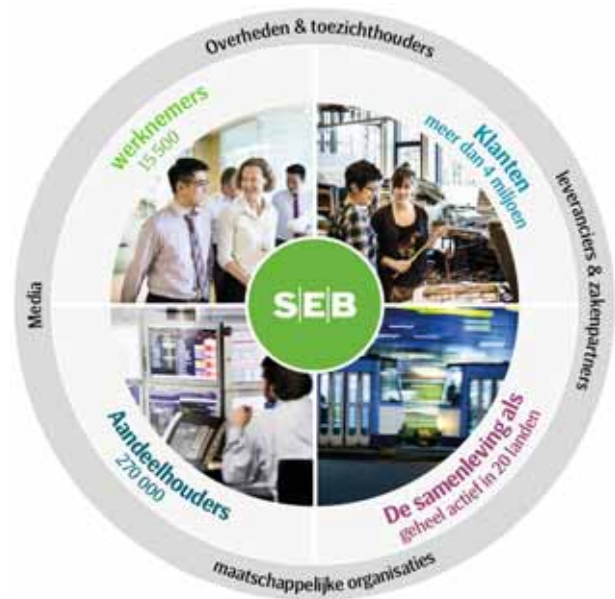 Overheden & toezichthouders
werknemers
15 500
Klanten
meer dan 4 miljoen
leveranciers & zakenpartners
Media
S|E|B
Aandeelhouders
270 000
De samenleving als
geheel actief in 20 landen
maatschappelijke organisaties